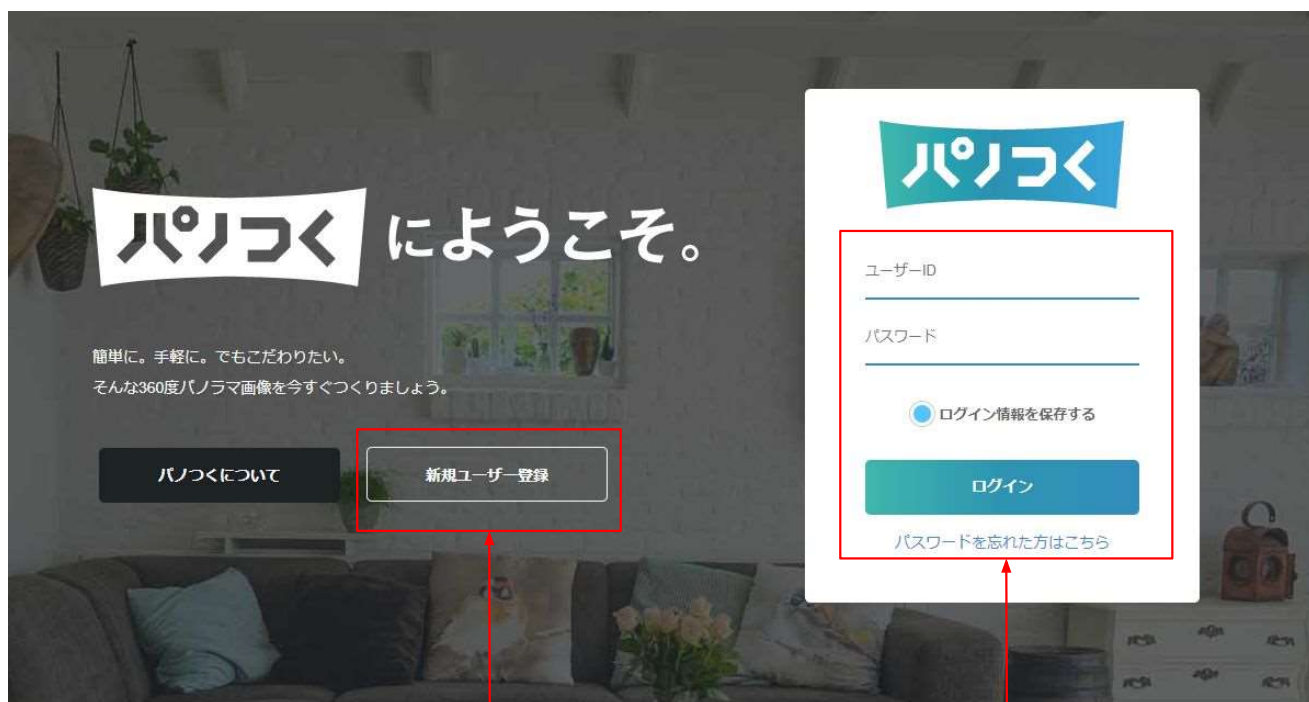 パノつく にようこそ。
簡単に。手軽に。でもこだわりたい。
そんな360度パノラマ画像を今すぐつくりましょう。
パノつくについて
新規ユーザー登録
パノつく
ユーザーID
パスワード
ログイン情報を保存する
ログイン
パスワードを忘れた方はこちら